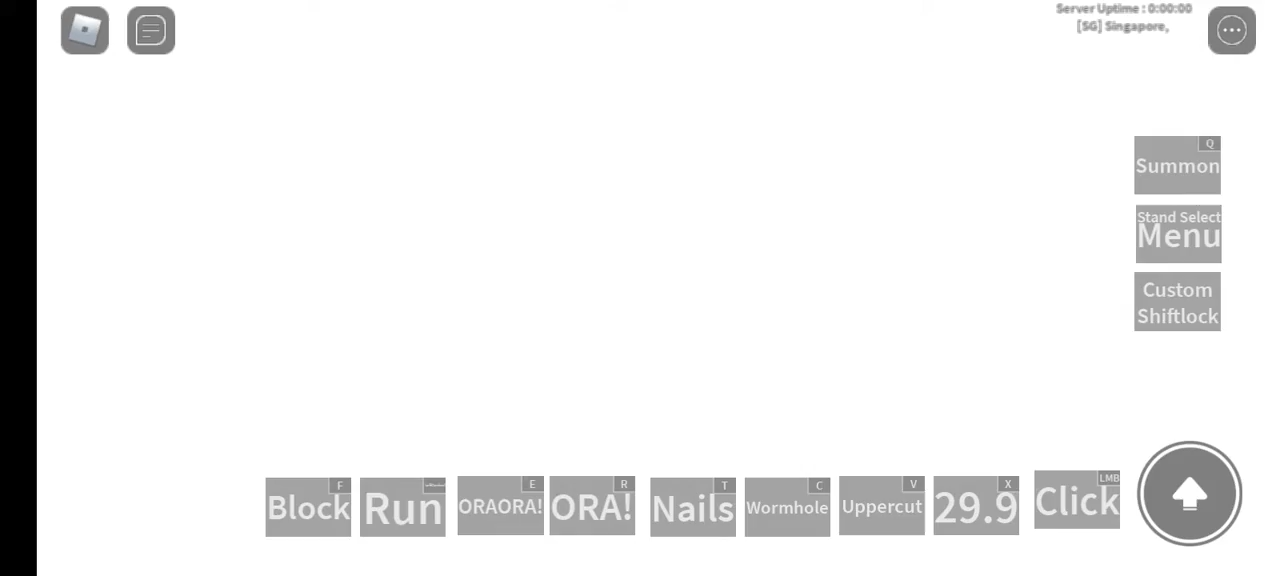 Server Uptime : 0:00:00
[SG] Singapore,
Q
Summon
Stand Select
Menu
Custom
Shiftlock
F
Block
Run
E
ORAORA!
R
ORA!
T
Nails
C
Wormhole
V
Uppercut
X
29.9
LMB
Click